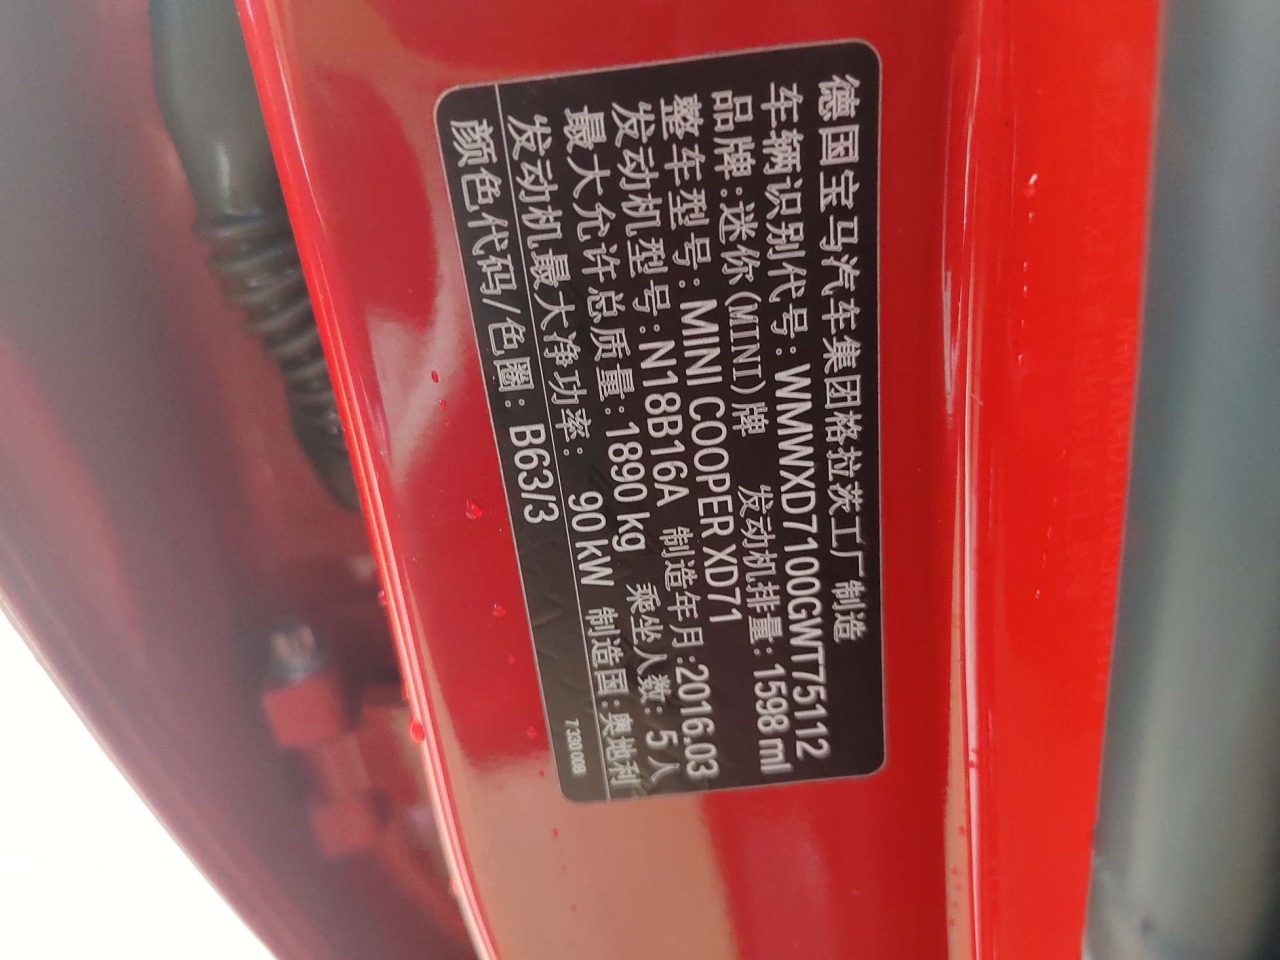 德国宝马汽车集团格拉茨工厂制造
车辆识别代号: WMWXD7100GWT75112
品牌:迷你(MINI)牌 发动机排量: 1598 ml
整车型号: MINI COOPER XD71
发动机型号: N18B16A 制造年月:2016.03
最大允许总质量: 1890 kg 乘坐人数: 5人
发动机最大净功率: 90 kW 制造国:奥地利
颜色代码/色圈: B63/3 7 330 008